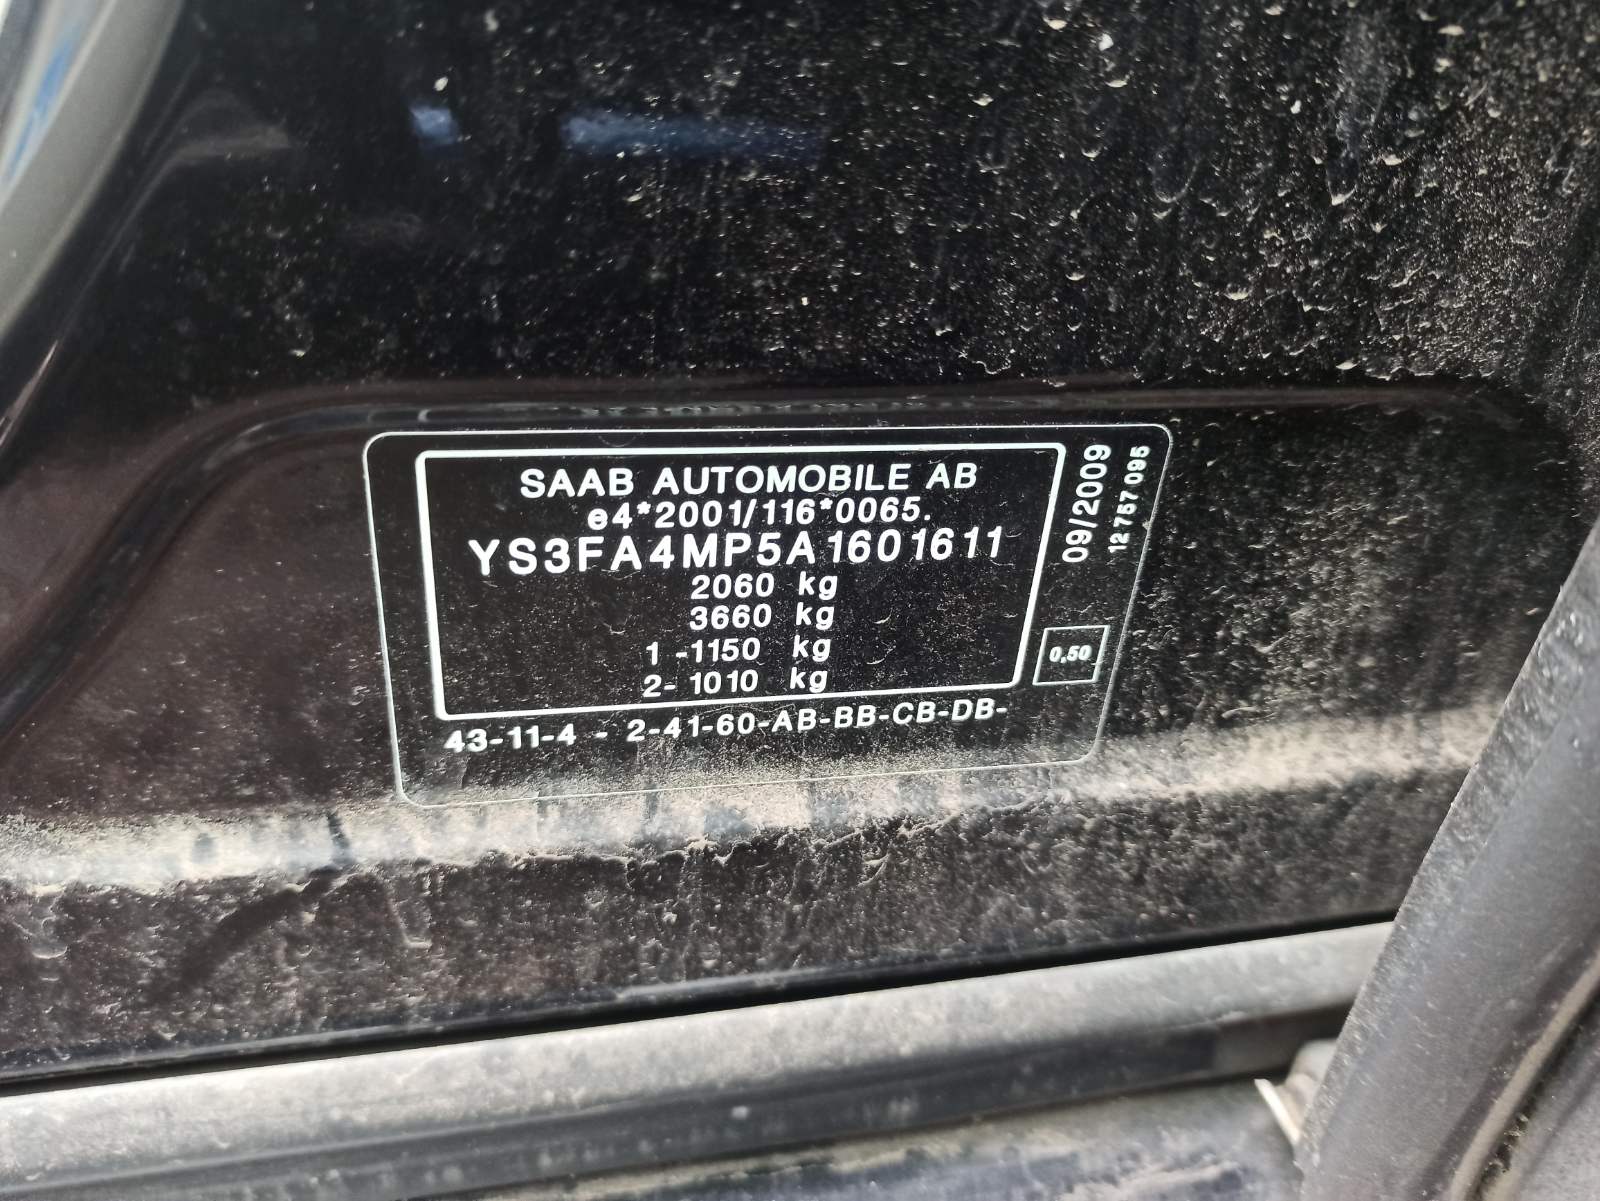 SAAB AUTOMOBILE AB
e4*2001/116*0065.
YS3FA4MP5A1601611
2060 kg
3660 kg
1 -1150 kg
2- 1010 kg
43-11-4 - 2-41-60-AB-BB-CB-DB-
09/2009
12 757 095
0,50